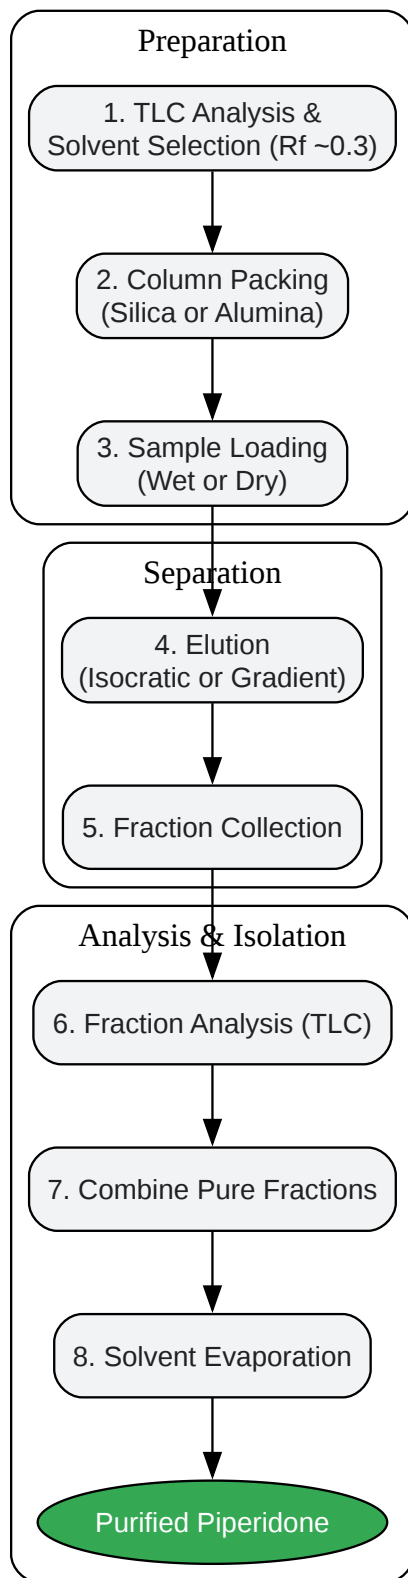 Preparation
1. TLC Analysis &
Solvent Selection (Rf ~0.3)
2. Column Packing
(Silica or Alumina)
3. Sample Loading
(Wet or Dry)
Separation
4. Elution
(Isocratic or Gradient)
5. Fraction Collection
Analysis & Isolation
6. Fraction Analysis (TLC)
7. Combine Pure Fractions
8. Solvent Evaporation
Purified Piperidone